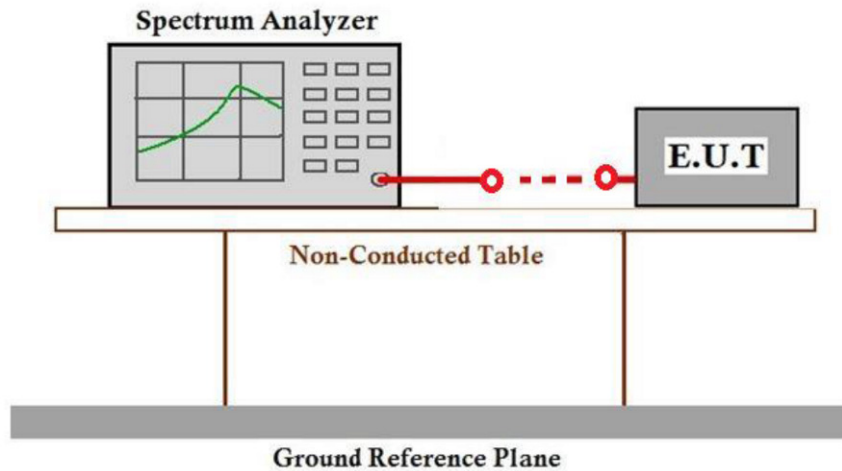 Spectrum Analyzer
E.U.T
Non-Conducted Table
Ground Reference Plane